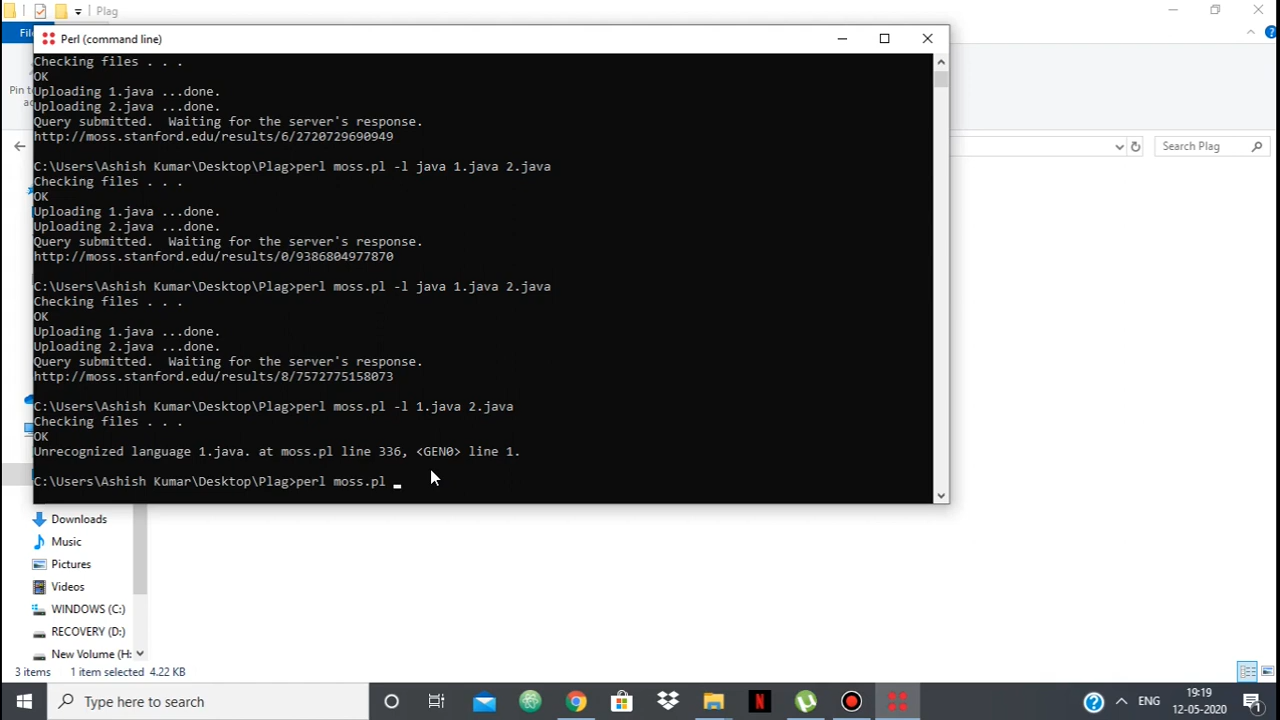 Plag
Fil
Perl (command line)
Pin to
ac
Search Plag
Checking files . . .
OK
Uploading 1.java ...done.
Uploading 2.java ...done.
Query submitted.  Waiting for the server's response.
http://moss.stanford.edu/results/6/2720729690949
C:\Users\Ashish Kumar\Desktop\Plag>perl moss.pl -l java 1.java 2.java
Checking files . . .
OK
Uploading 1.java ...done.
Uploading 2.java ...done.
Query submitted.  Waiting for the server's response.
http://moss.stanford.edu/results/0/9386804977870
C:\Users\Ashish Kumar\Desktop\Plag>perl moss.pl -l java 1.java 2.java
Checking files . . .
OK
Uploading 1.java ...done.
Uploading 2.java ...done.
Query submitted.  Waiting for the server's response.
http://moss.stanford.edu/results/8/7572775158073
C:\Users\Ashish Kumar\Desktop\Plag>perl moss.pl -l 1.java 2.java
Checking files . . .
OK
Unrecognized language 1.java. at moss.pl line 336, <GEN0> line 1.
C:\Users\Ashish Kumar\Desktop\Plag>perl moss.pl _
Downloads
Music
Pictures
Videos
WINDOWS (C:)
RECOVERY (D:)
New Volume (H:
3 items 1 item selected 4.22 KB
Type here to search
N
ENG
19:19
12-05-2020
1